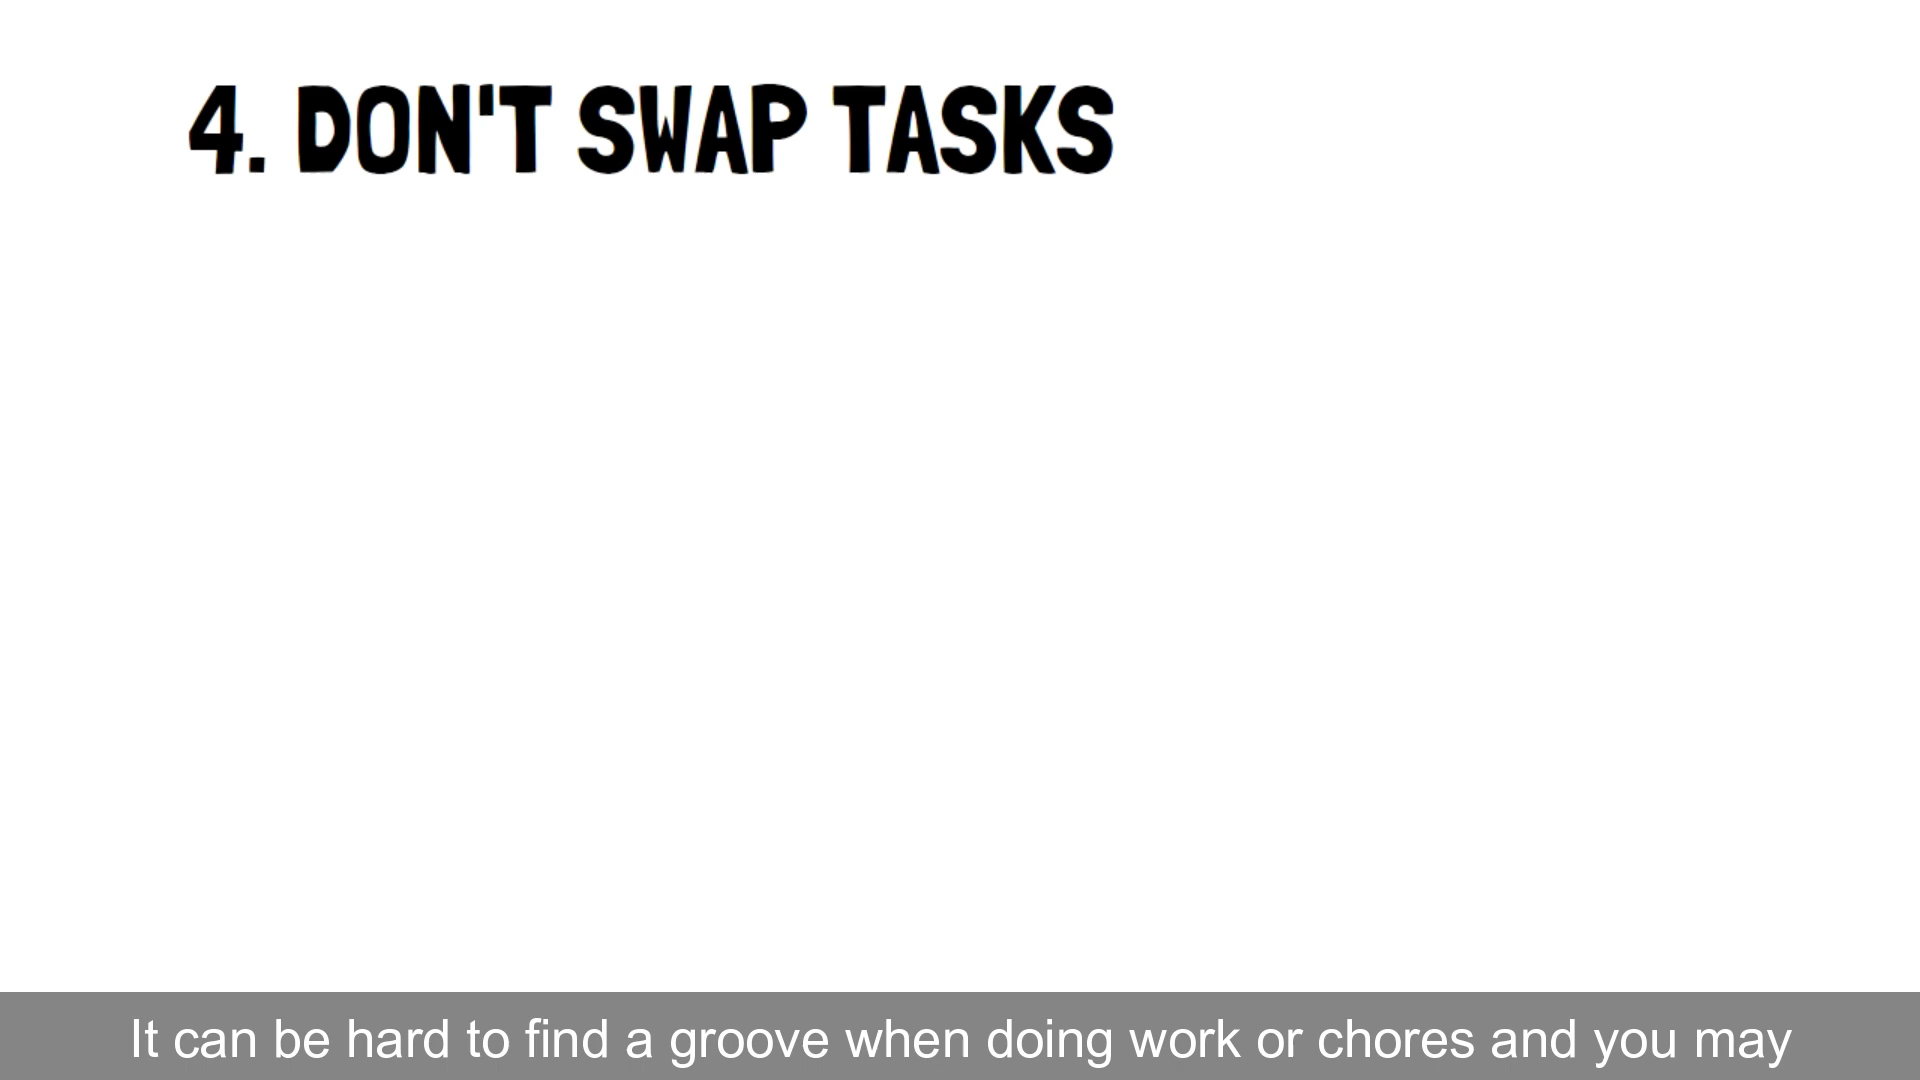 4. DON'T SWAP TASKS
It can be hard to find a groove when doing work or chores and you may